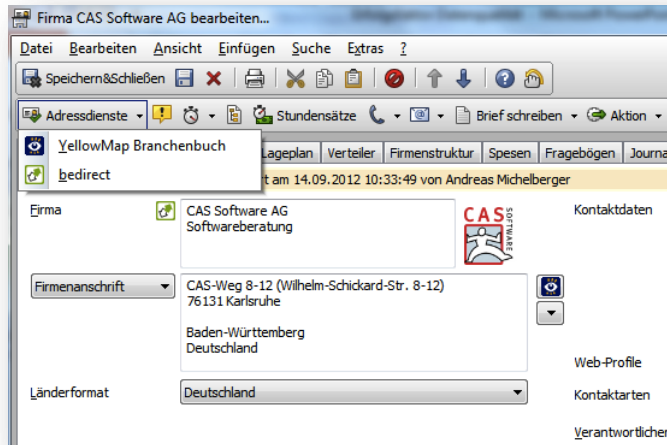 Firma CAS Software AG bearbeiten...
Datei Bearbeiten Ansicht Einfügen Suche Extras ?
Speichern&Schließen
Adressdienste Stundensätze Brief schreiben Aktion
YellowMap Branchenbuch
bedirect
Lageplan Verteiler Firmenstruktur Spesen Fragebögen Journa
t am 14.09.2012 10:33:49 von Andreas Michelberger
Firma
CAS Software AG
Softwareberatung
CAS SOFTWARE
Kontaktdaten
Firmenanschrift
CAS-Weg 8-12 (Wilhelm-Schickard-Str. 8-12)
76131 Karlsruhe
Baden-Württemberg
Deutschland
Web-Profile
Länderformat Deutschland Kontaktarten
Verantwortlicher